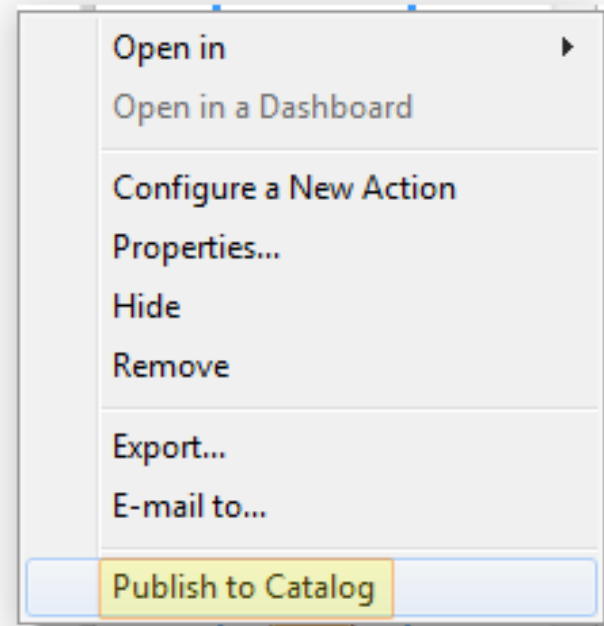 Open in
Open in a Dashboard
Configure a New Action
Properties...
Hide
Remove
Export...
E-mail to...
Publish to Catalog